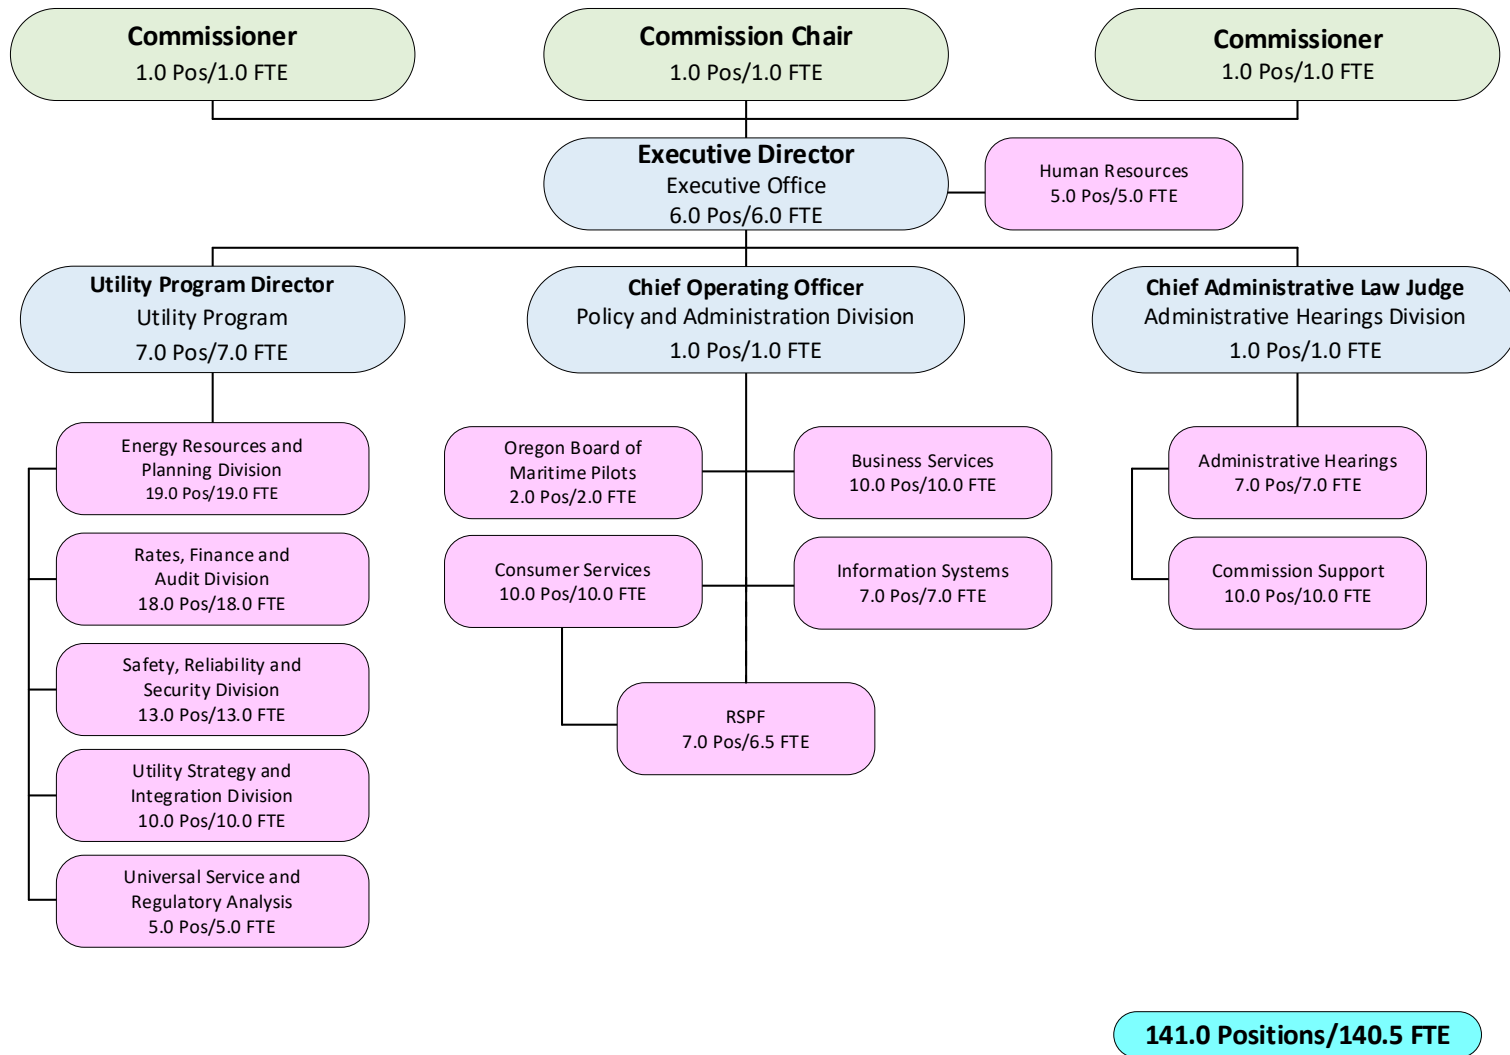 Commissioner
1.0 Pos/1.0 FTE
Commission Chair
1.0 Pos/1.0 FTE
Commissioner
1.0 Pos/1.0 FTE
Executive Director
Executive Office
6.0 Pos/6.0 FTE
Human Resources
5.0 Pos/5.0 FTE
Utility Program Director
Utility Program
7.0 Pos/7.0 FTE
Chief Operating Officer
Policy and Administration Division
1.0 Pos/1.0 FTE
Chief Administrative Law Judge
Administrative Hearings Division
1.0 Pos/1.0 FTE
Energy Resources and
Planning Division
19.0 Pos/19.0 FTE
Rates, Finance and
Audit Division
18.0 Pos/18.0 FTE
Safety, Reliability and
Security Division
13.0 Pos/13.0 FTE
Utility Strategy and
Integration Division
10.0 Pos/10.0 FTE
Universal Service and
Regulatory Analysis
5.0 Pos/5.0 FTE
Oregon Board of
Maritime Pilots
2.0 Pos/2.0 FTE
Business Services
10.0 Pos/10.0 FTE
Consumer Services
10.0 Pos/10.0 FTE
Information Systems
7.0 Pos/7.0 FTE
RSPF
7.0 Pos/6.5 FTE
Administrative Hearings
7.0 Pos/7.0 FTE
Commission Support
10.0 Pos/10.0 FTE
141.0 Positions/140.5 FTE